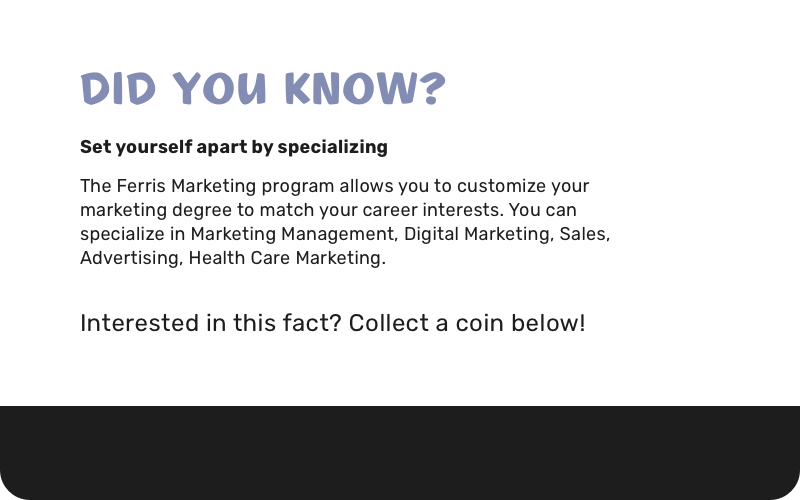 DID YOU KNOW?
Set yourself apart by specializing
The Ferris Marketing program allows you to customize your
marketing degree to match your career interests. You can
specialize in Marketing Management, Digital Marketing, Sales,
Advertising, Health Care Marketing.
Interested in this fact? Collect a coin below!